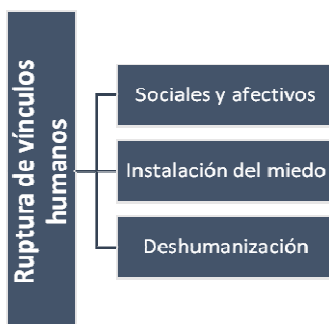 Ruptura de vínculos
humanos
Sociales y afectivos
Instalación del miedo
Deshumanización